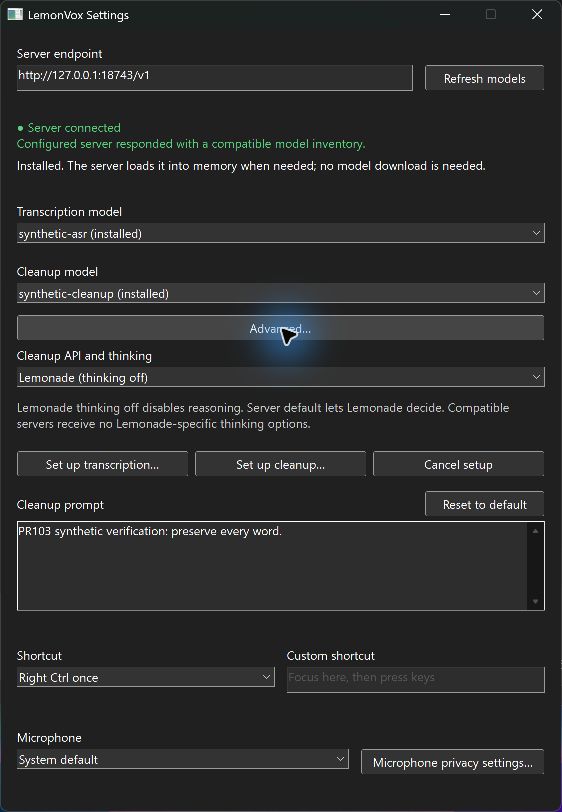 LemonVox Settings
Server endpoint
http://127.0.0.1:18743/v1
Refresh models
● Server connected
Configured server responded with a compatible model inventory.
Installed. The server loads it into memory when needed; no model download is needed.
Transcription model
synthetic-asr (installed)
Cleanup model
synthetic-cleanup (installed)
Advanced...
Cleanup API and thinking
Lemonade (thinking off)
Lemonade thinking off disables reasoning. Server default lets Lemonade decide. Compatible
servers receive no Lemonade-specific thinking options.
Set up transcription... Set up cleanup... Cancel setup
Cleanup prompt
Reset to default
PR103 synthetic verification: preserve every word.
Shortcut
Custom shortcut
Right Ctrl once
Focus here, then press keys
Microphone
System default
Microphone privacy settings...